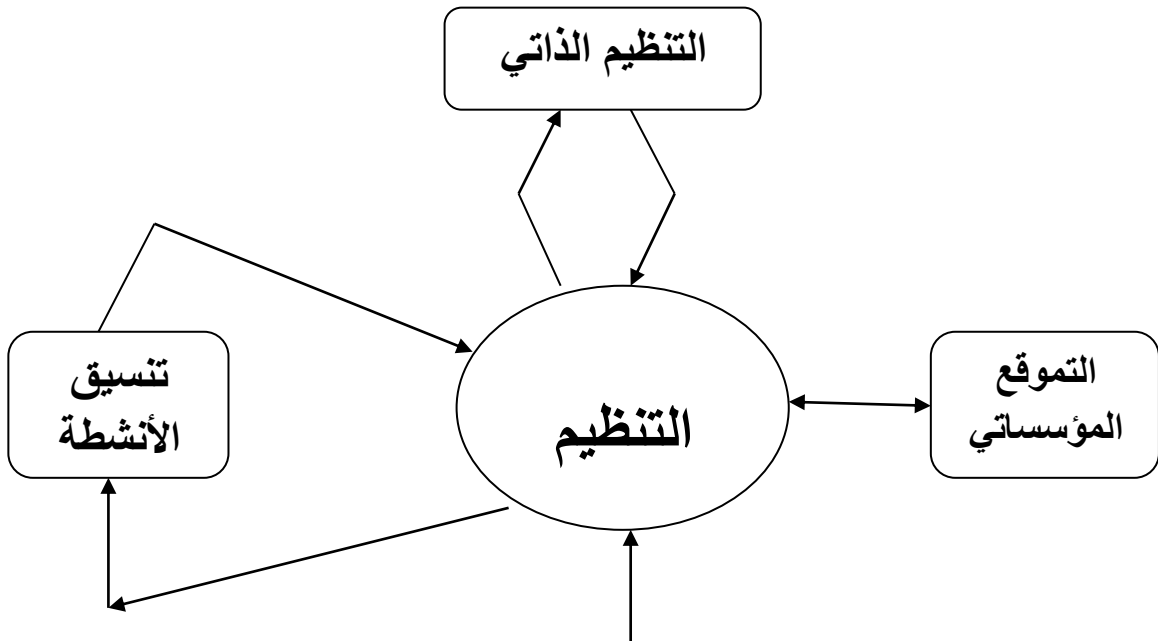 التنظيم الذاتي
التموقع
المؤسساتي
التنظيم
تنسيق
الأنشطة